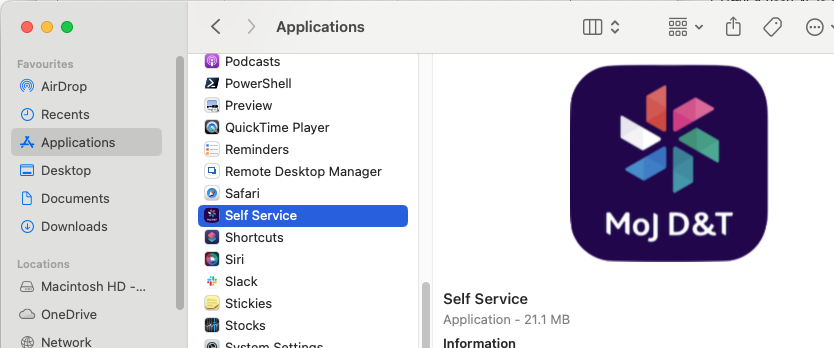 Applications
Favourites
AirDrop
Recents
Applications
Desktop
Documents
Downloads
Locations
Macintosh HD -...
OneDrive
Network
Podcasts
PowerShell
Preview
QuickTime Player
Reminders
Remote Desktop Manager
Safari
Self Service
Shortcuts
Siri
Slack
Stickies
Stocks
System Settings
MoJ D&T
Self Service
Application - 21.1 MB
Information